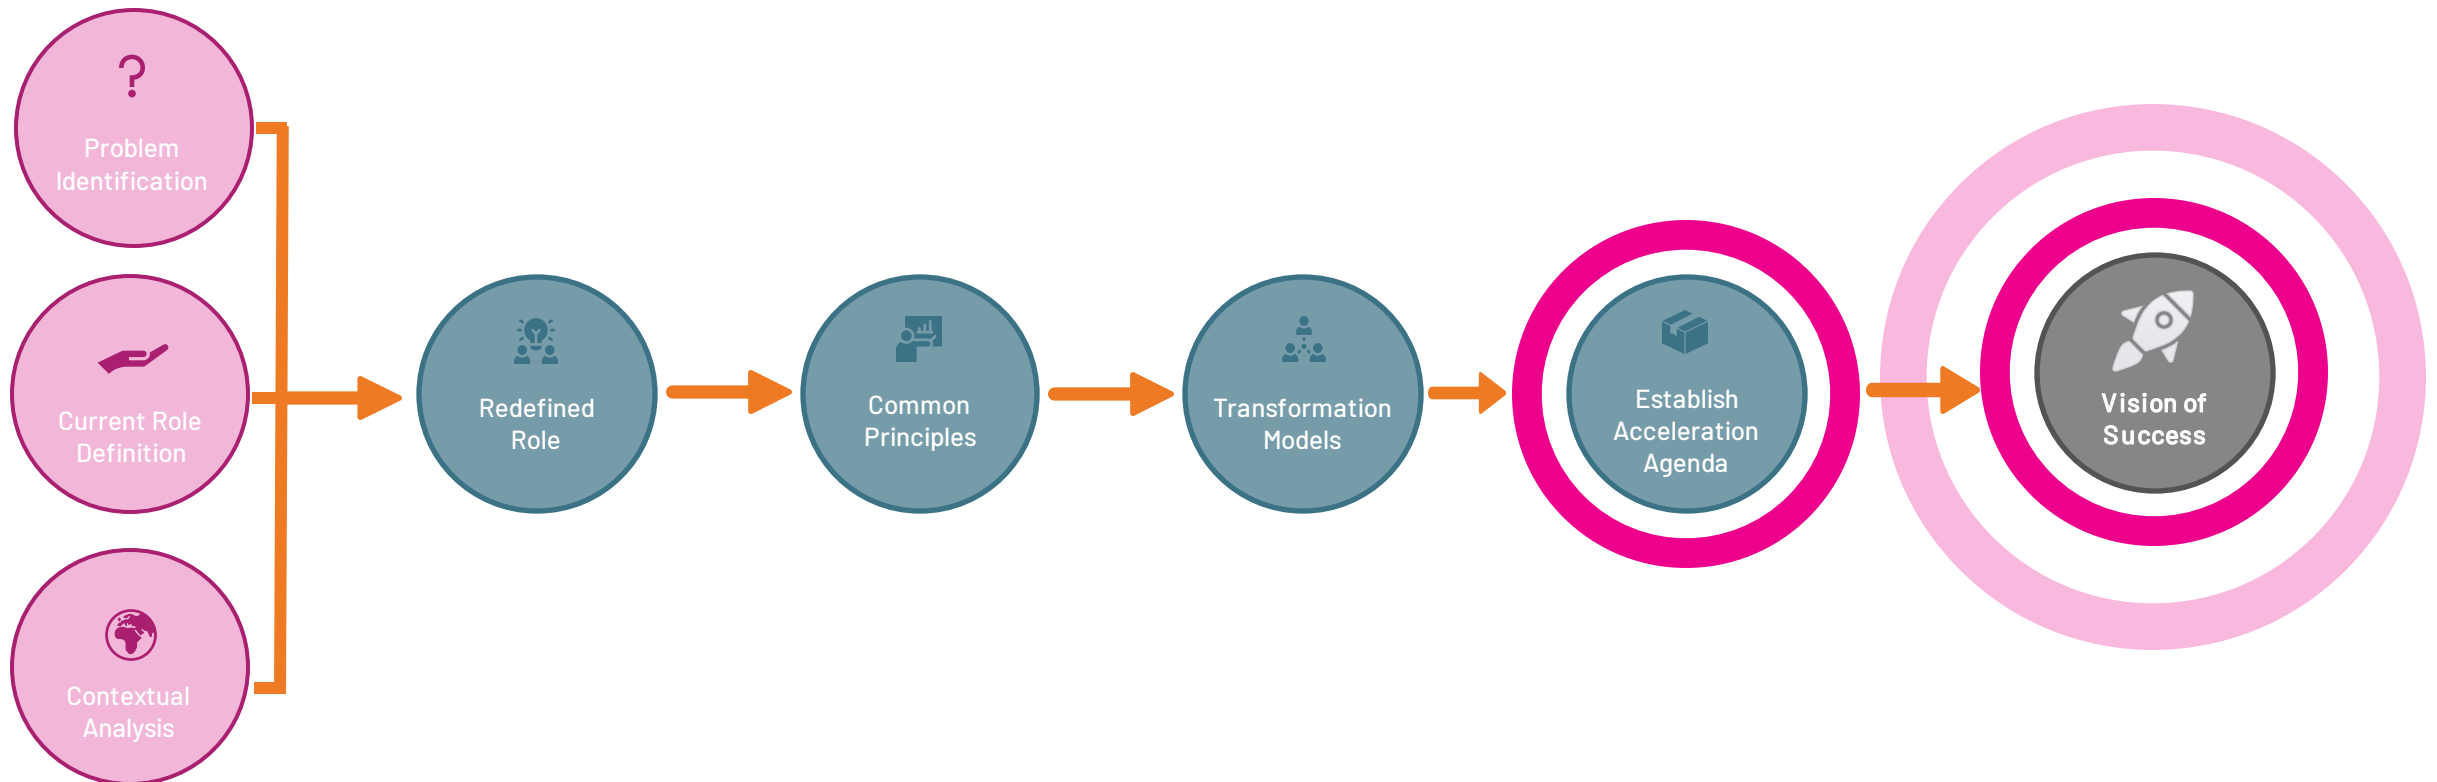 Problem
Identification
Current Role
Definition
Contextual
Analysis
Redefined
Role
Common
Principles
Transformation
Models
Establish
Acceleration
Agenda
Vision of
Success